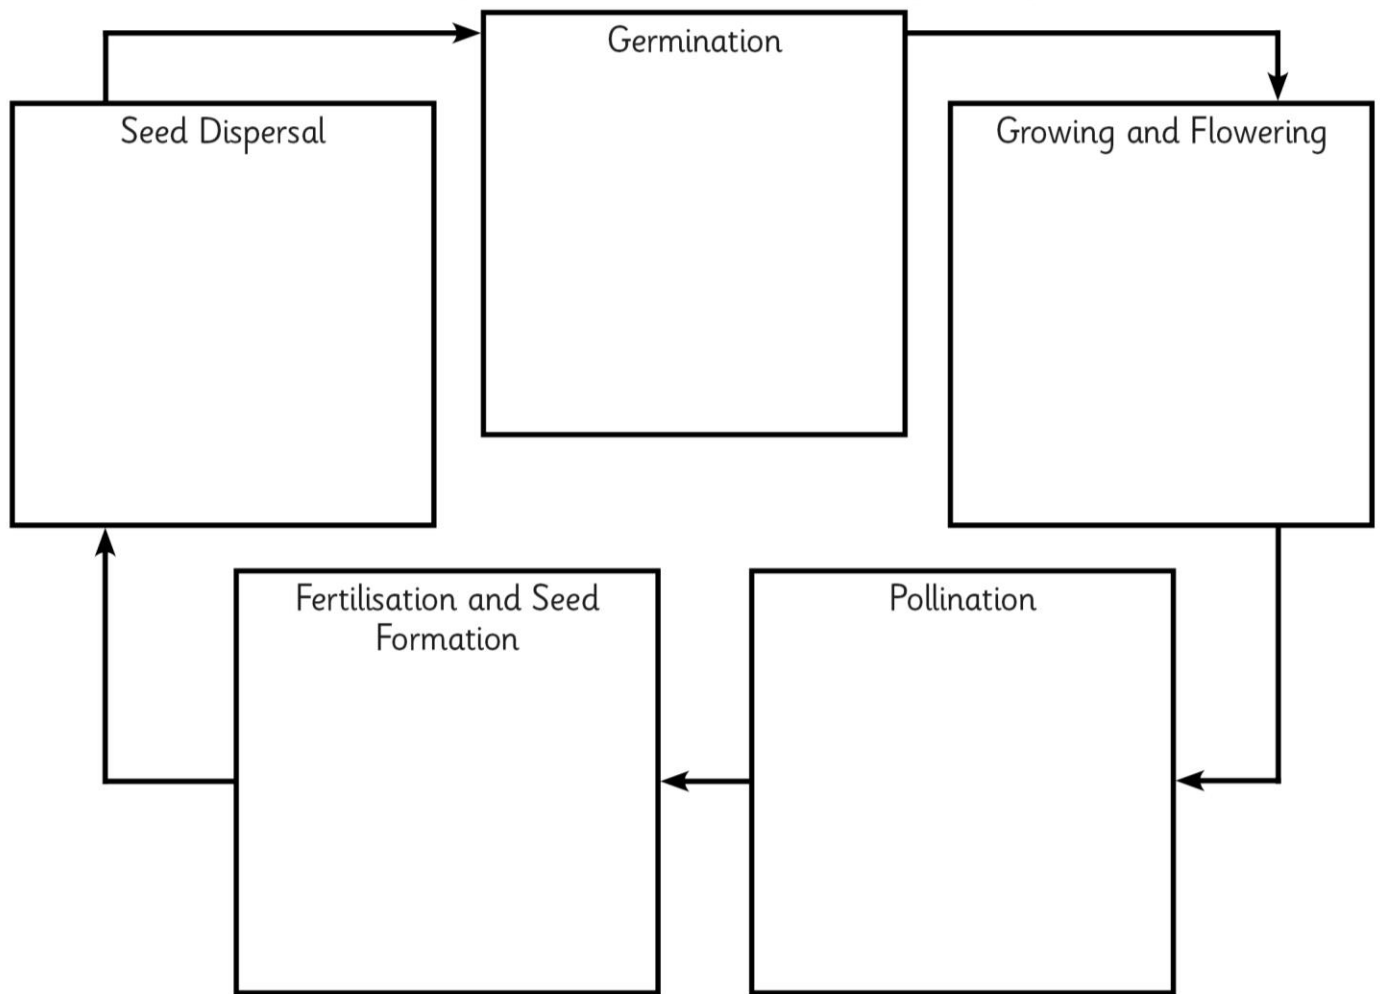 Germination
Seed Dispersal
Growing and Flowering
Fertilisation and Seed
Formation
Pollination